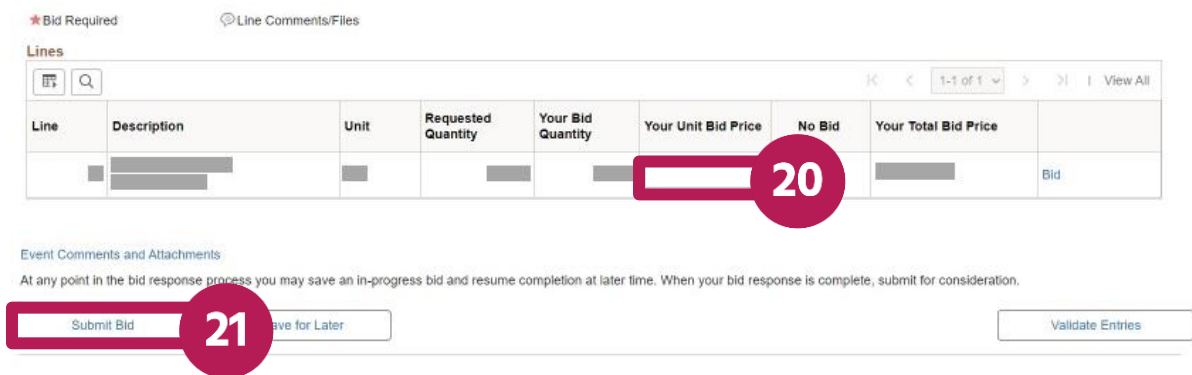 ★Bid Required Line Comments/Files
Lines
1-1 of 1 | View All
Line Description Unit Requested Quantity Your Bid Quantity Your Unit Bid Price No Bid Your Total Bid Price
20 Bid
Event Comments and Attachments
At any point in the bid response process you may save an in-progress bid and resume completion at later time. When your bid response is complete, submit for consideration.
Submit Bid 21 ave for Later Validate Entries